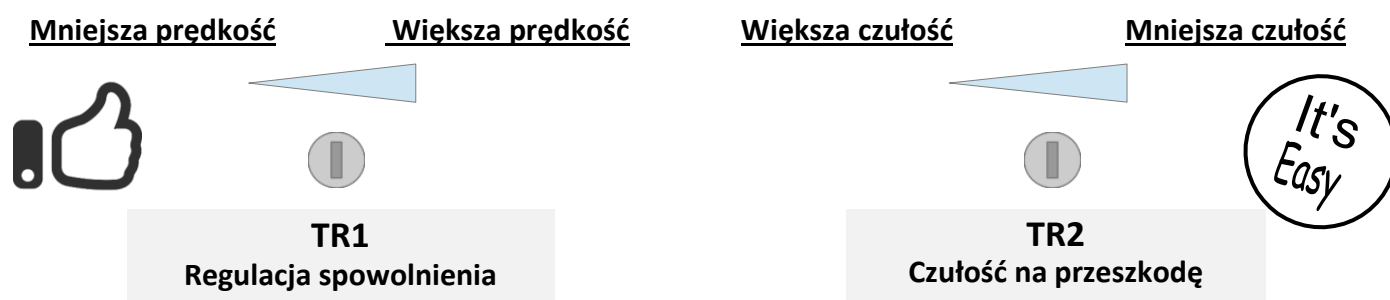 Mniejsza prędkość Większa prędkość Większa czułość Mniejsza czułość
It's
Easy
TR1
Regulacja spowolnienia
TR2
Czułość na przeszkodę